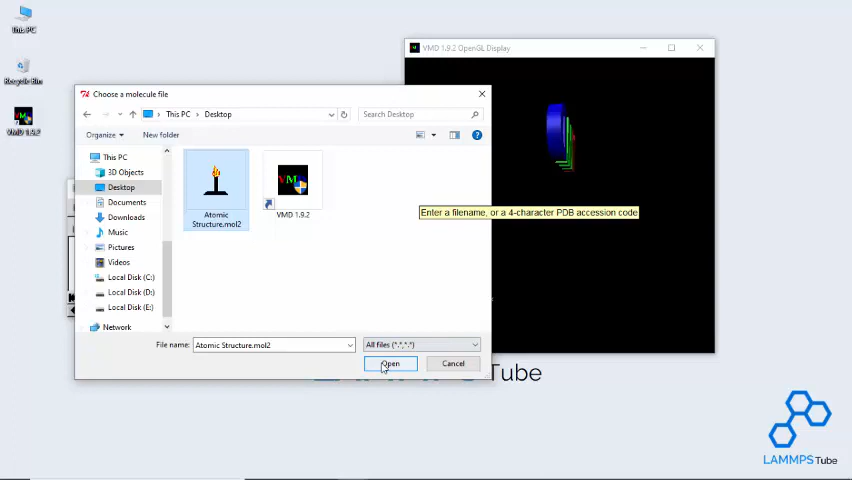 This PC
Recycle Bin
VMD 1.9.2
VMD 1.9.2 OpenGL Display
Choose a molecule file
This PC > Desktop
Search Desktop
Organize
New folder
This PC
3D Objects
Desktop
Documents
Downloads
Music
Pictures
Videos
Local Disk (C:)
Local Disk (D:)
Local Disk (E:)
Network
Atomic
Structure.mol2
VMD 1.9.2
Enter a filename, or a 4-character PDB accession code
File name:
Atomic Structure.mol2
All files (*.*,*.*)
Open
Cancel
Tube
LAMMPSTube